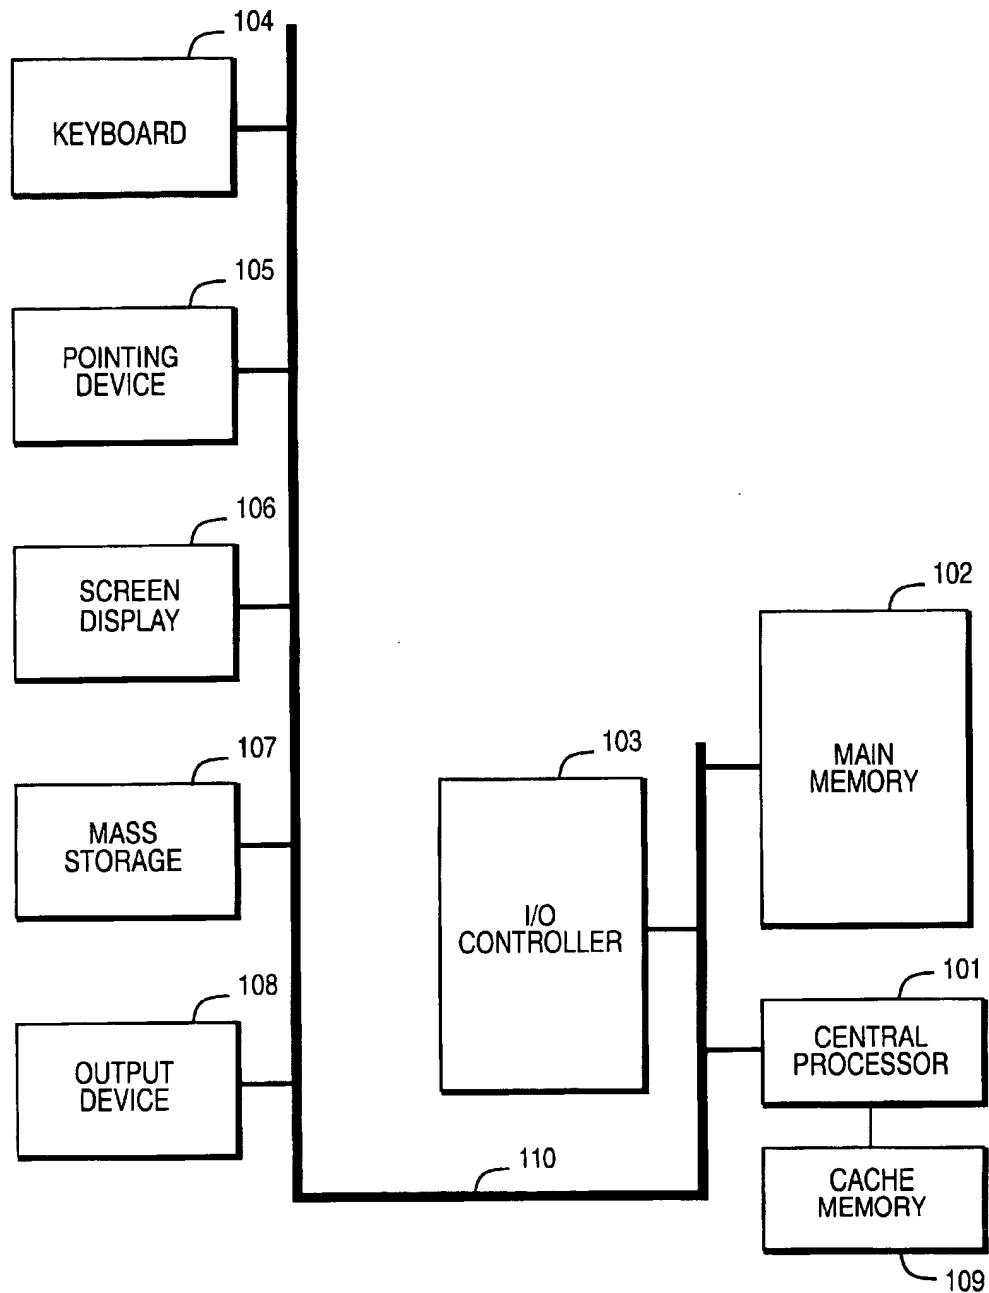 104
KEYBOARD
105
POINTING
DEVICE
106
SCREEN
DISPLAY
107
MASS
STORAGE
108
OUTPUT
DEVICE
103
I/O
CONTROLLER
102
MAIN
MEMORY
101
CENTRAL
PROCESSOR
110
CACHE
MEMORY
109